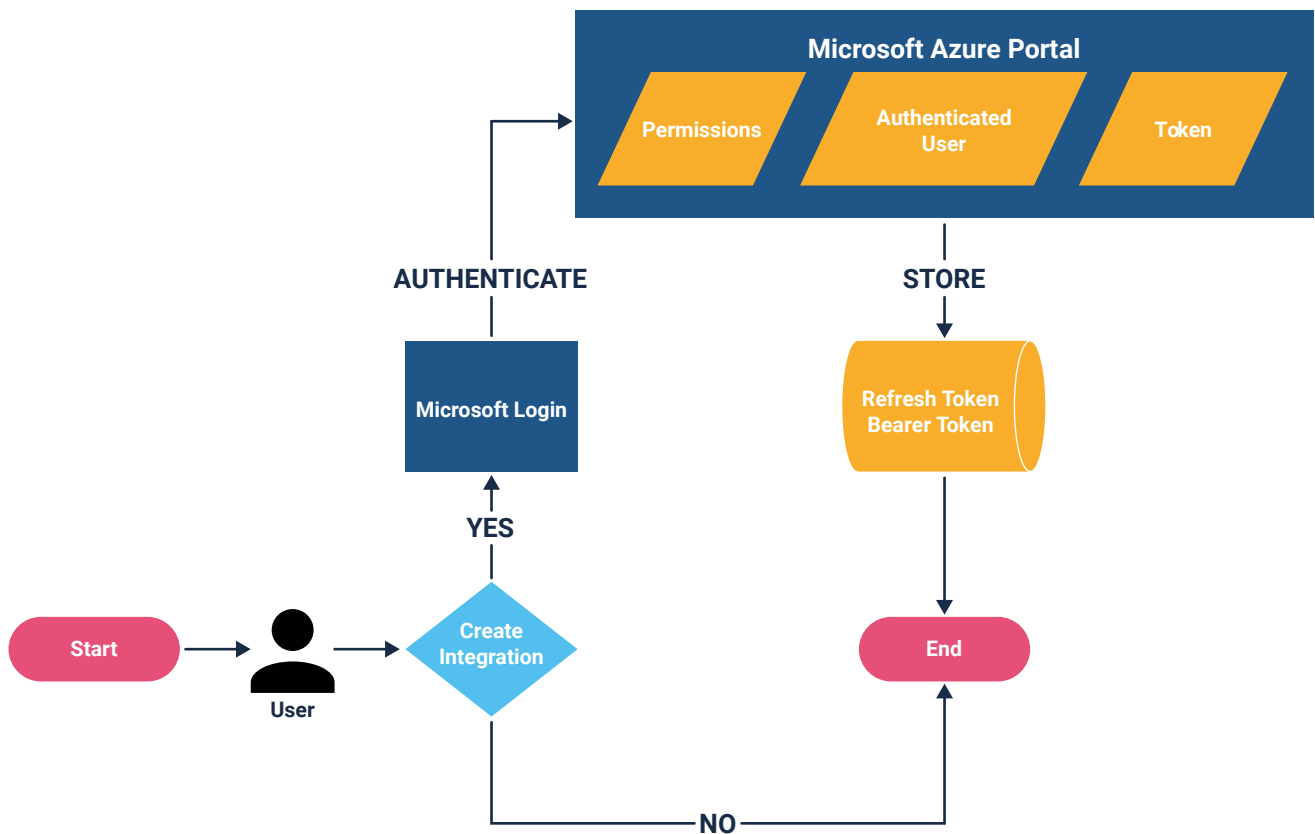 Microsoft Azure Portal
Permissions
Authenticated
User
Token
AUTHENTICATE
STORE
Microsoft Login
Refresh Token
Bearer Token
YES
Start
User
Create
Integration
End
NO